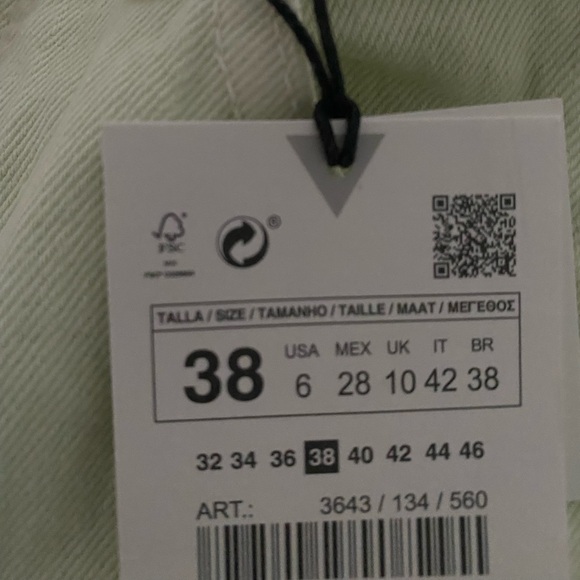 ®
FSC
TALLA / SIZE / TAMANHO / TAILLE / MAAT / ΜΕΓΕΘΟΣ
USA MEX UK IT BR
38 6 28 10 42 38
32 34 36 38 40 42 44 46
ART.: 3643 / 134 / 560